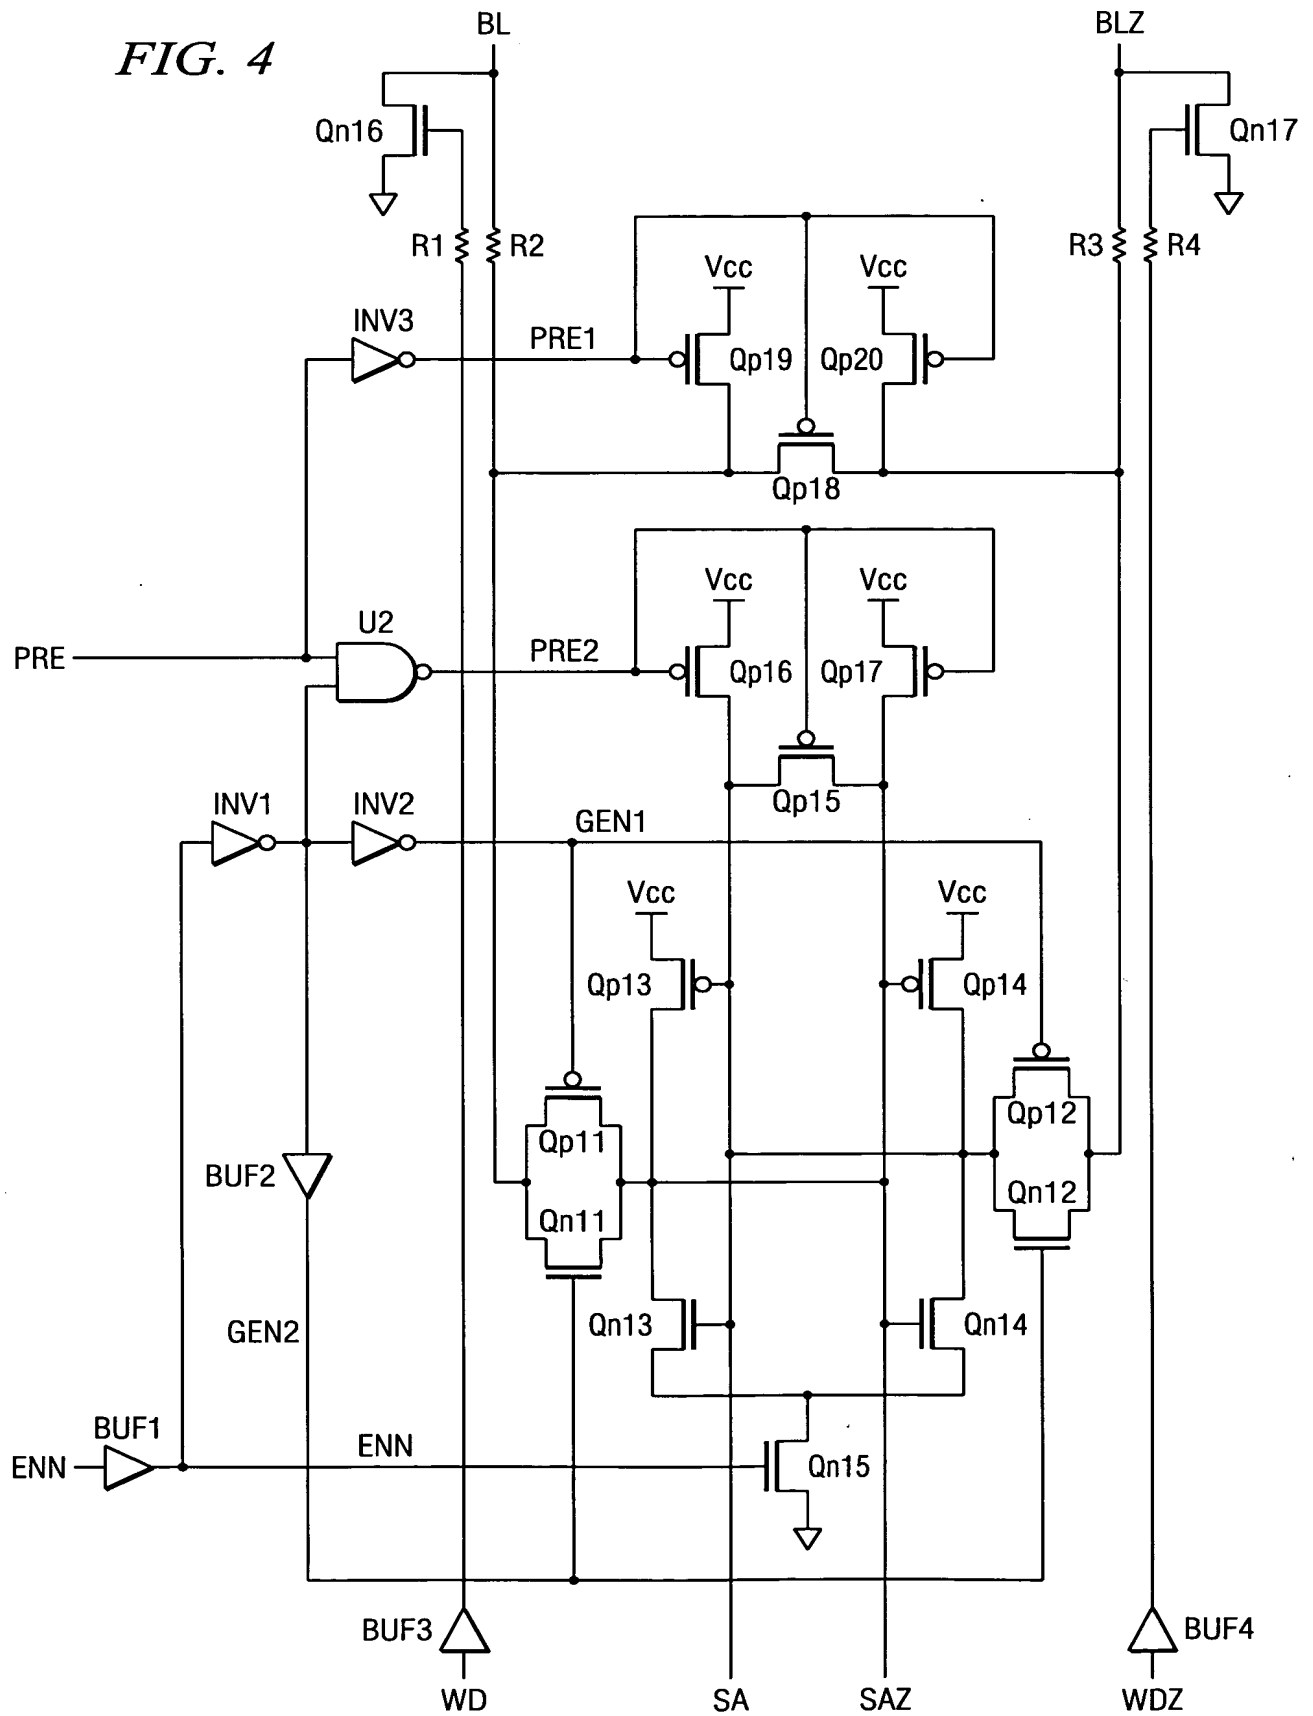 FIG. 4
BL
BLZ
Qn16
Qn17
R1
R2
R3
R4
Vcc
Vcc
INV3
PRE1
Qp19
Qp20
Qp18
Vcc
Vcc
U2
PRE
PRE2
Qp16
Qp17
Qp15
INV1
INV2
GEN1
Vcc
Vcc
Qp13
Qp14
Qp11
Qp12
BUF2
Qn11
Qn12
GEN2
Qn13
Qn14
BUF1
ENN
ENN
Qn15
BUF3
BUF4
WD
SA
SAZ
WDZ